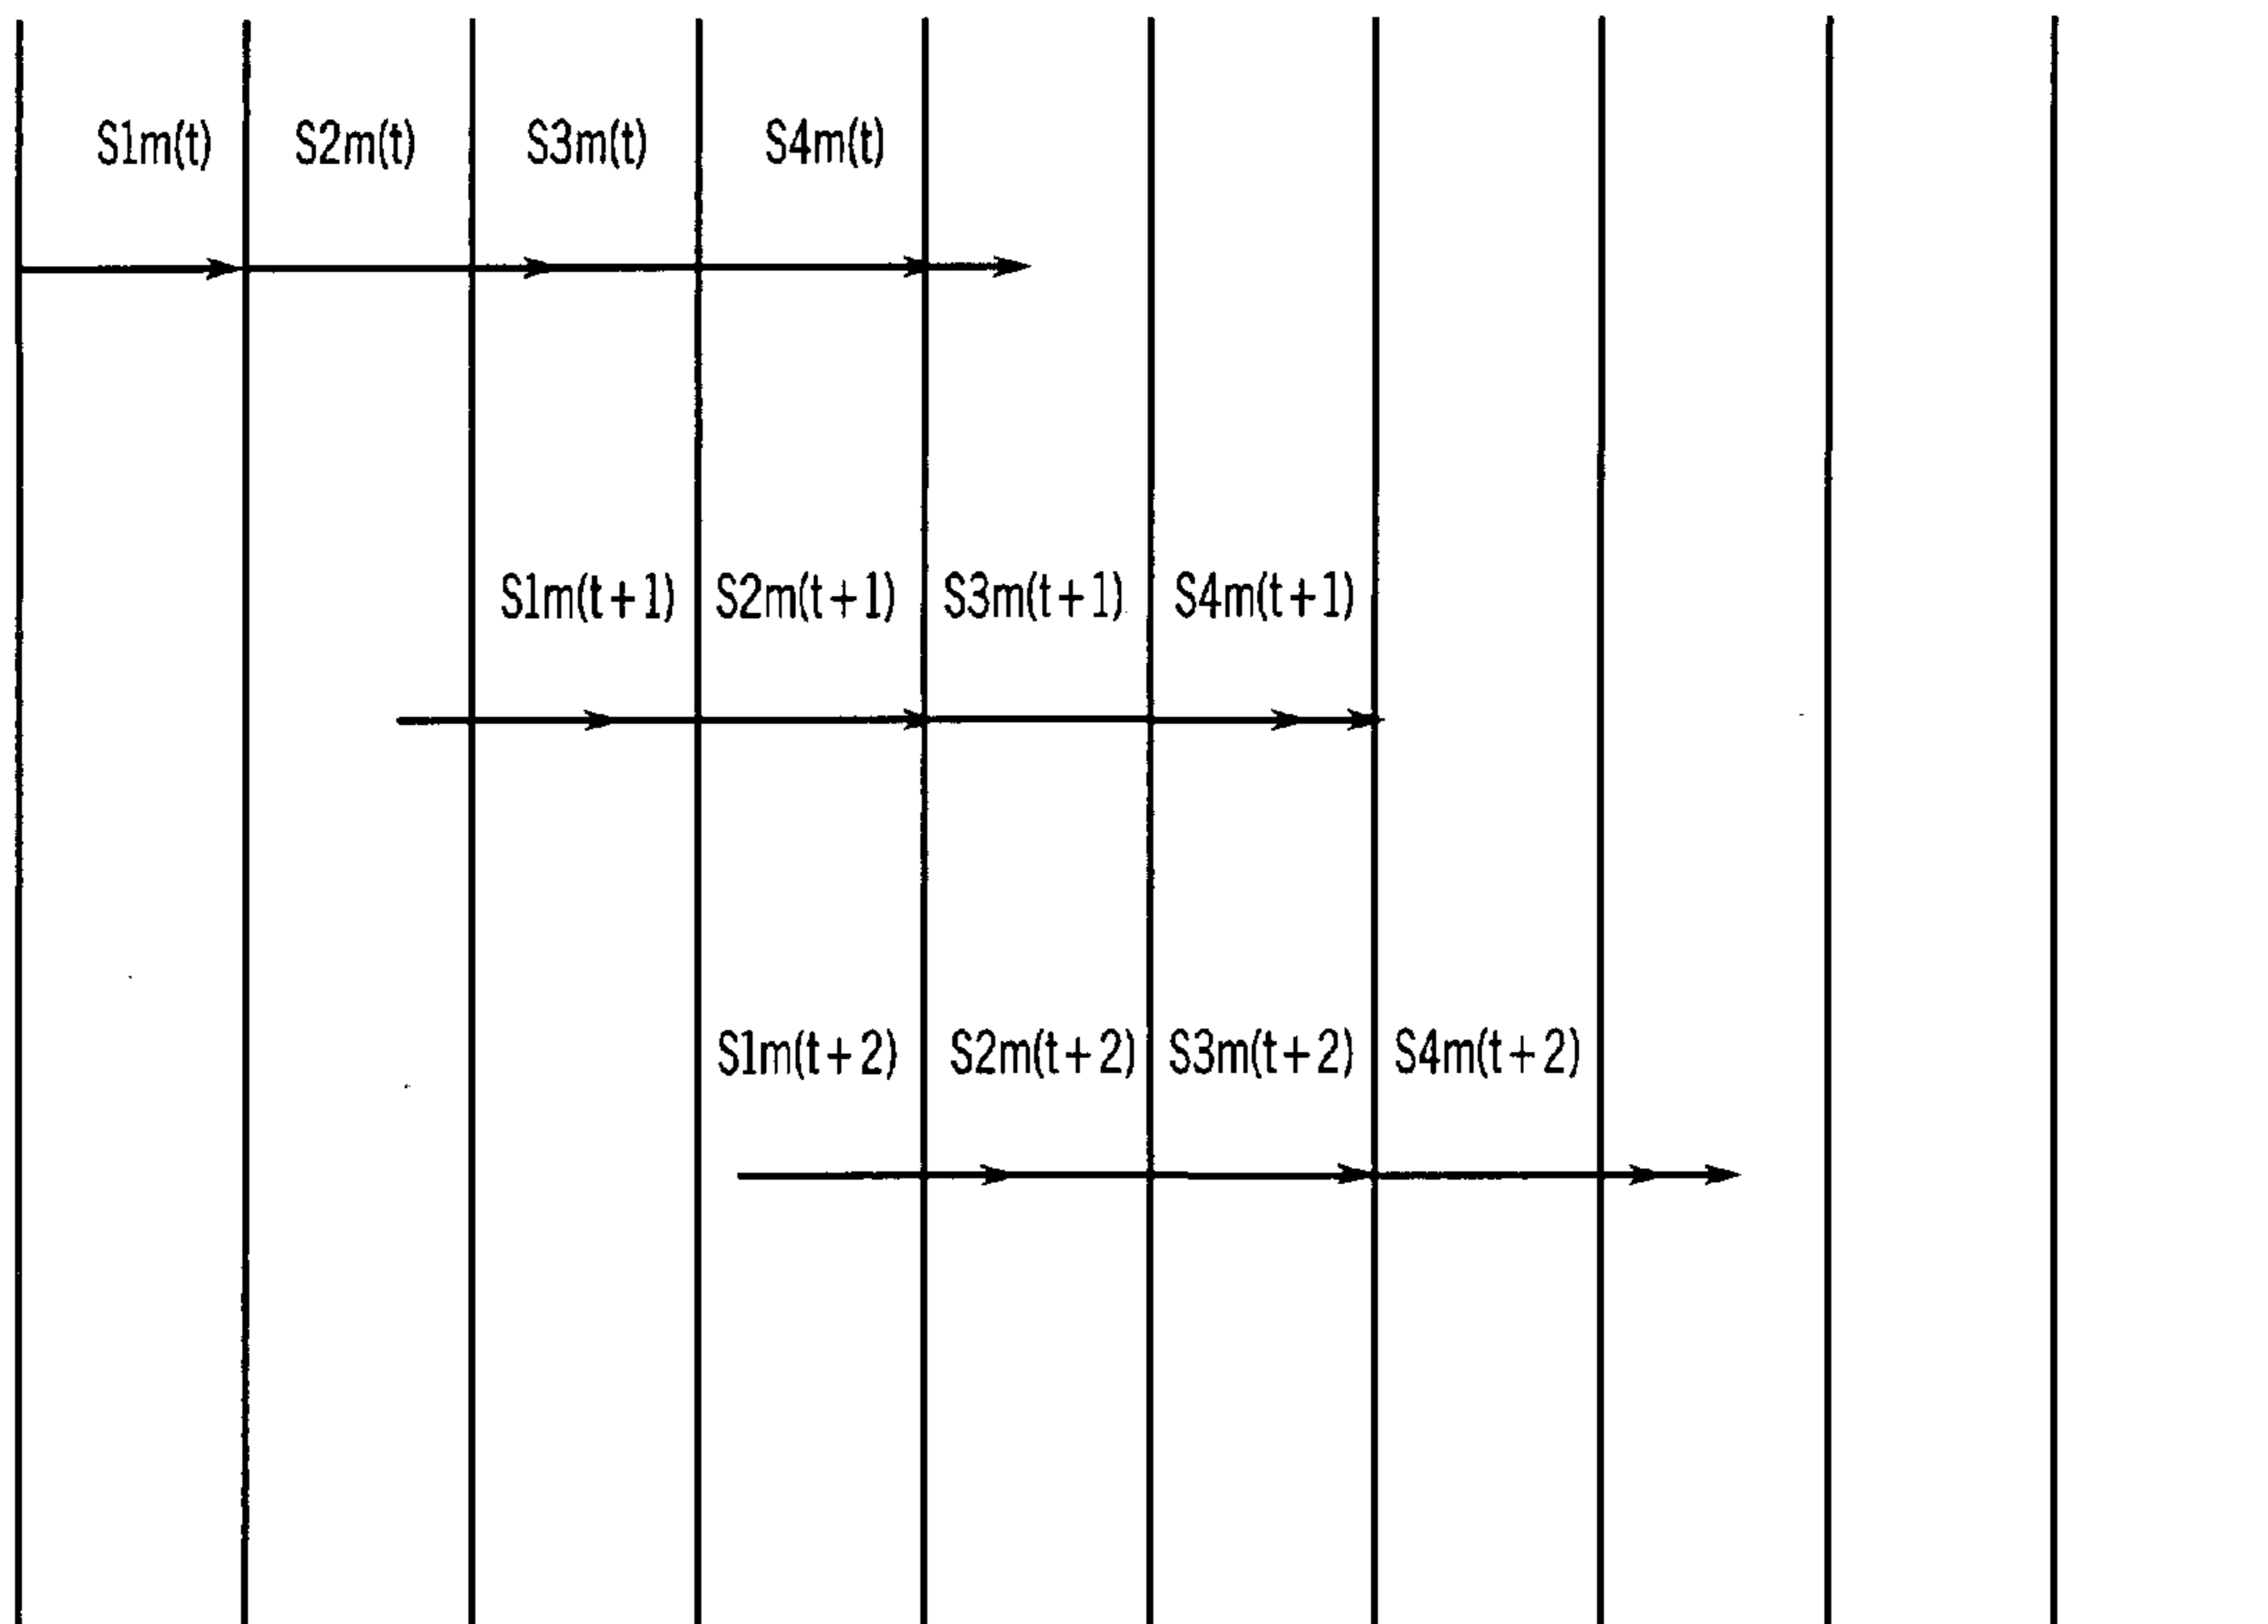 S1m(t) S2m(t) S3m(t) S4m(t)
S1m(t+1) S2m(t+1) S3m(t+1) S4m(t+1)
S1m(t+2) S2m(t+2) S3m(t+2) S4m(t+2)